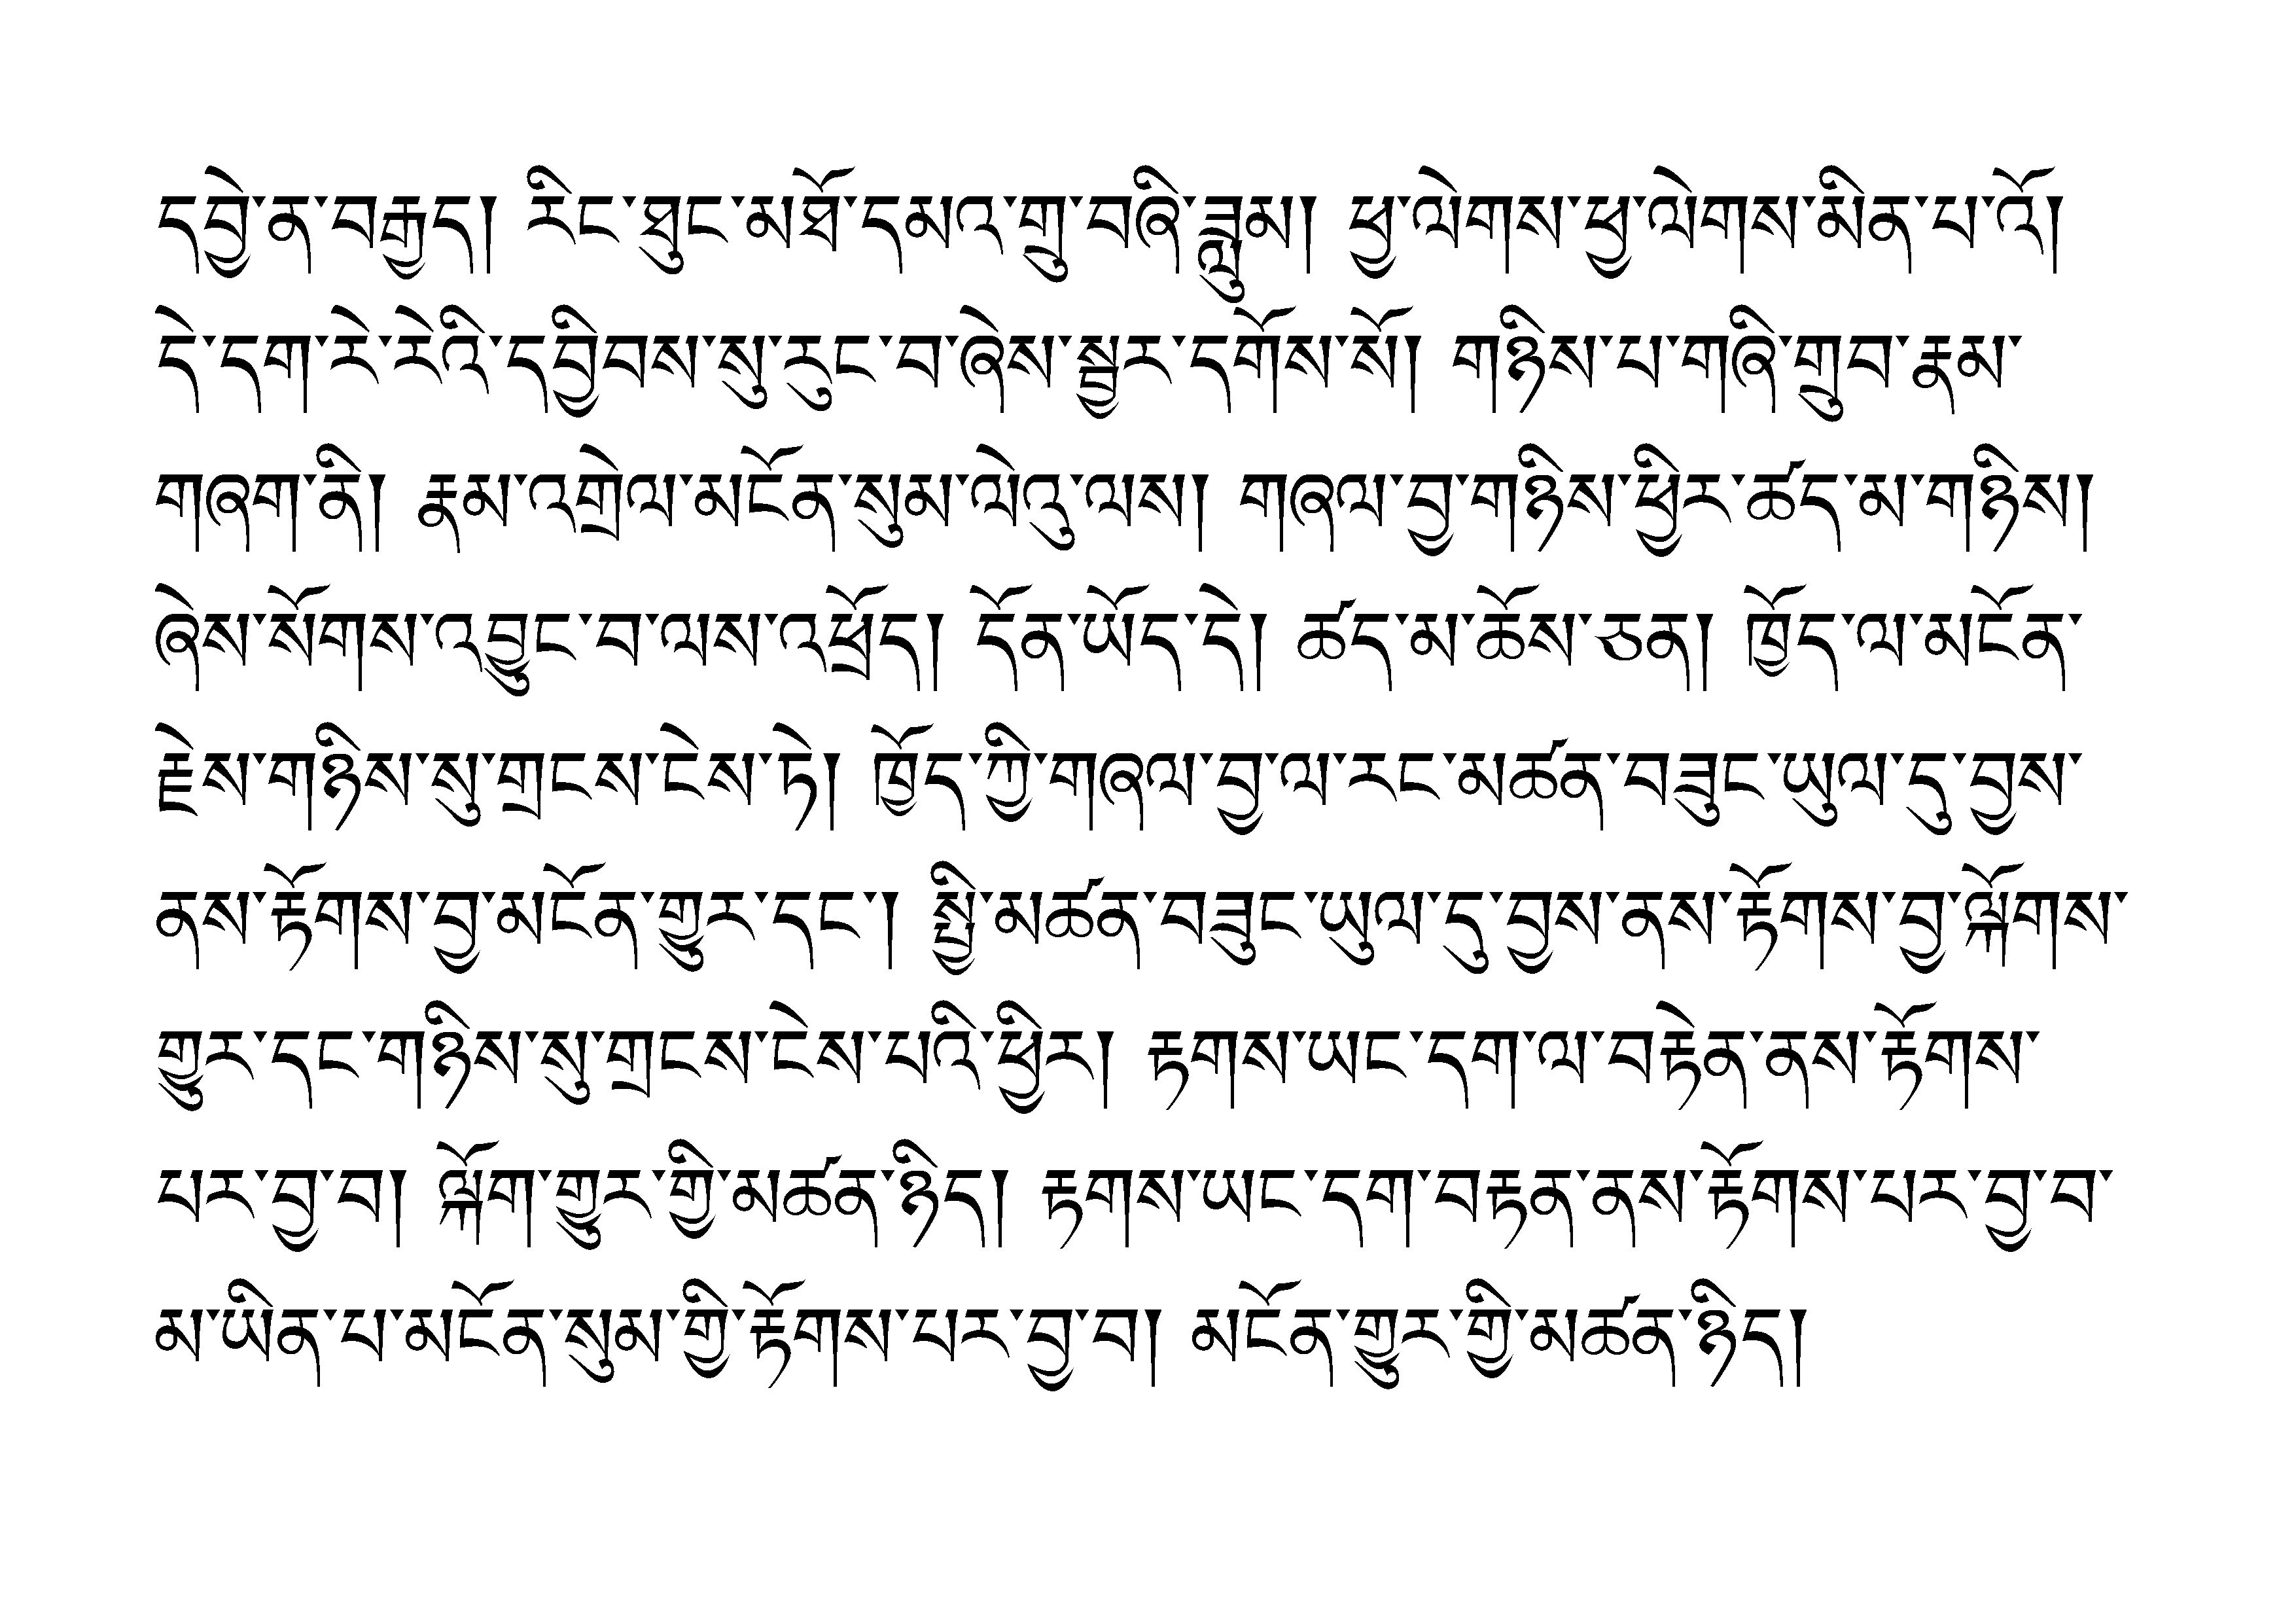 དབྱེ་ན་བརྒྱད། རིང་ཐུང་མཐོ་དམའ་གྲུ་བཞི་ཟླུམ། ཕྱ་ལེགས་ཕྱ་ལེགས་མིན་པ་འོ།
དེ་དག་རེ་རེའི་དབྱིབས་སུ་རུང་བ་ཞེས་སྦྱར་དགོས་སོ། གཉིས་པ་གཞི་གྲུབ་རྣམ་
གཞག་ནི། རྣམ་འགྲེལ་མངོན་སུམ་ལེའུ་ལས། གཞལ་བྱ་གཉིས་ཕྱིར་ཚད་མ་གཉིས།
ཞེས་སོགས་འབྱུང་བ་ལས་འཕྲོད། དོན་ཡོད་དེ། ཚད་མ་ཆོས་ཅན། ཁྱོད་ལ་མངོན་
རྗེས་གཉིས་སུ་གྲངས་ངེས་ཏེ། ཁྱོད་ཀྱི་གཞལ་བྱ་ལ་རང་མཚན་བཟུང་ཡུལ་དུ་བྱས་
ནས་རྟོགས་བྱ་མངོན་གྱུར་དང་། སྤྱི་མཚན་བཟུང་ཡུལ་དུ་བྱས་ནས་རྟོགས་བྱ་ལྐོགས་
གྱུར་དང་གཉིས་སུ་གྲངས་ངེས་པའི་ཕྱིར། རྟགས་ཡང་དག་ལ་བརྟེན་ནས་རྟོགས་
པར་བྱ་བ། ལྐོག་གྱུར་གྱི་མཚན་ཉིད། རྟགས་ཡང་དག་བརྟན་ནས་རྟོགས་པར་བྱ་བ་
མ་ཡིན་པ་མངོན་སུམ་གྱི་རྟོགས་པར་བྱ་བ། མངོན་གྱུར་གྱི་མཚན་ཉིད།